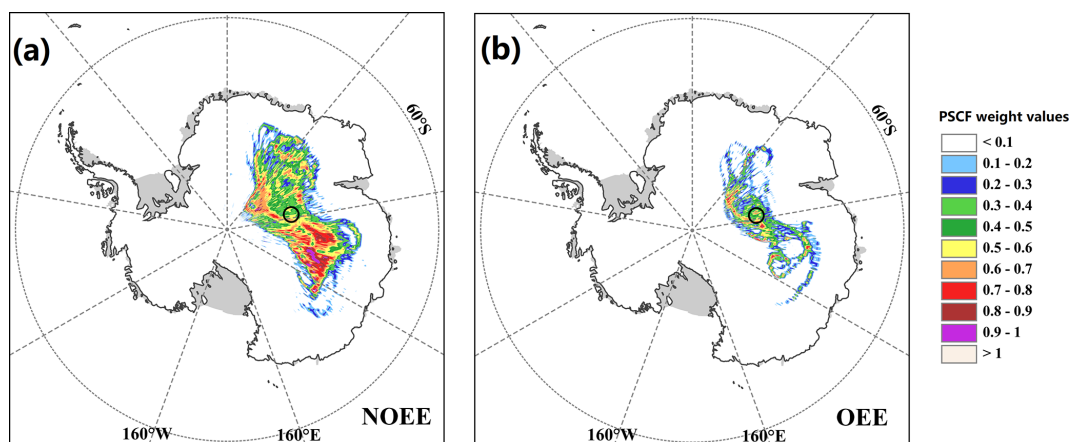 (a)
60°S
NOEE
160°W
160°E
(b)
60°S
OEE
160°W
160°E
PSCF weight values
< 0.1
0.1 - 0.2
0.2 - 0.3
0.3 - 0.4
0.4 - 0.5
0.5 - 0.6
0.6 - 0.7
0.7 - 0.8
0.8 - 0.9
0.9 - 1
> 1